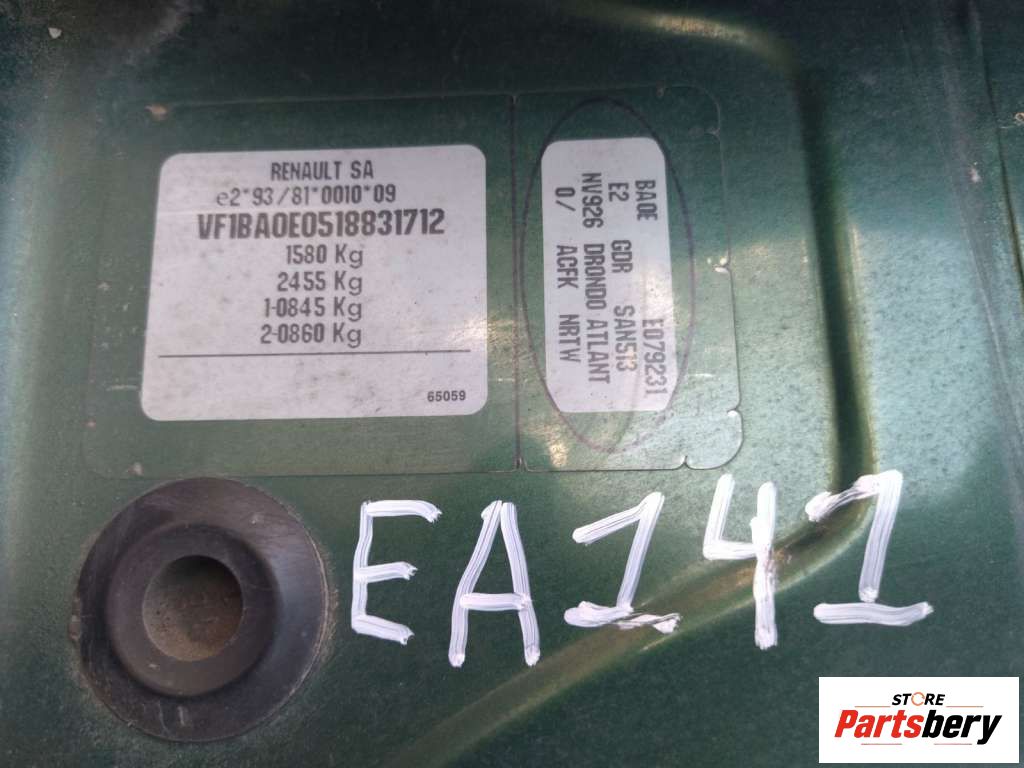 RENAULT SA
e2*93/81*0010*09
VF1BA0E0518831712
1580 Kg
2455 Kg
1-0845 Kg
2-0860 Kg
65059
BA0E E079231
E2 GDR SAN513
NV926 DRONDO ATLANT
0/ ACFK NRTW
EA141
STORE
Partsbery